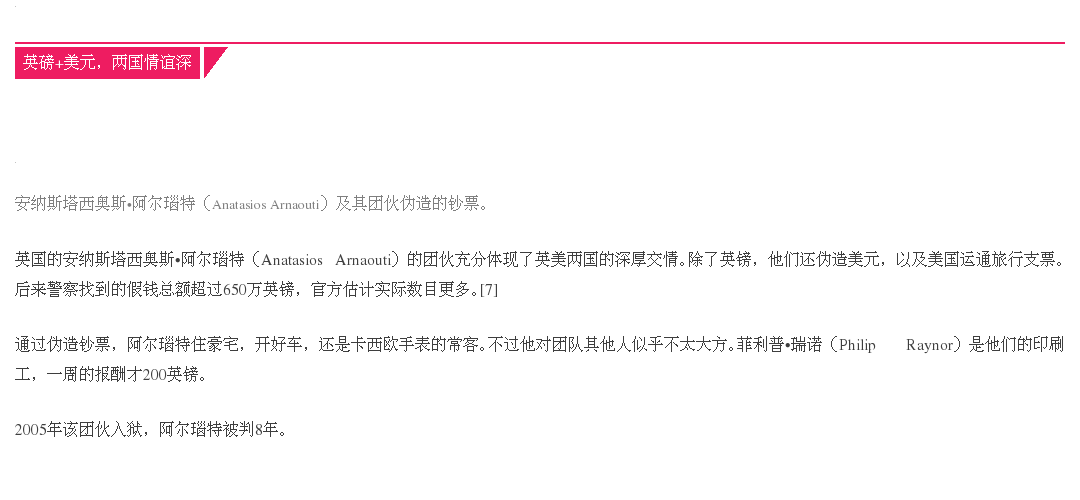 英磅+美元，两国情谊深
安纳斯塔西奥斯•阿尔瑙特（Anatasios Arnaouti）及其团伙伪造的钞票。
英国的安纳斯塔西奥斯•阿尔瑙特（Anatasios Arnaouti）的团伙充分体现了英美两国的深厚交情。除了英镑，他们还伪造美元，以及美国运通旅行支票。
后来警察找到的假钱总额超过650万英镑，官方估计实际数目更多。[7]
通过伪造钞票，阿尔瑙特住豪宅，开好车，还是卡西欧手表的常客。不过他对团队其他人似乎不太大方。菲利普•瑞诺（Philip Raynor）是他们的印刷
工，一周的报酬才200英镑。
2005年该团伙入狱，阿尔瑙特被判8年。